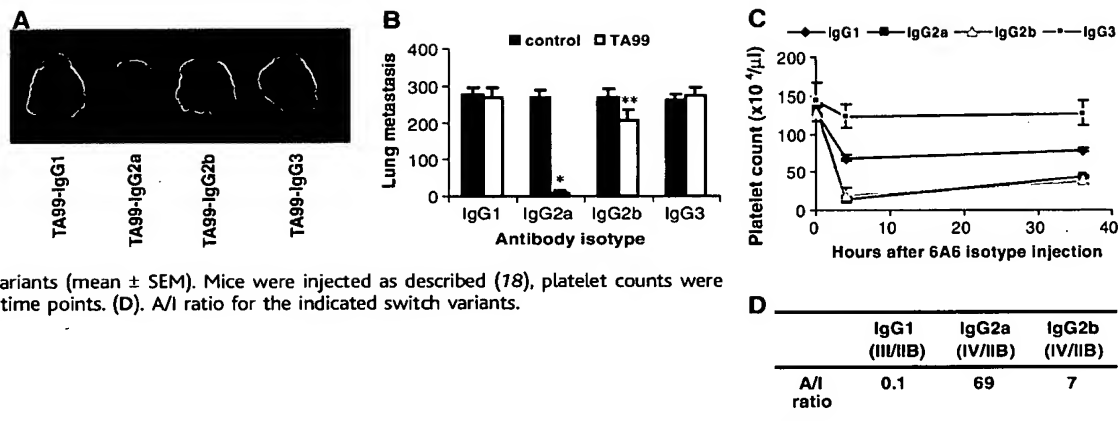 A
TA99-IgG1
TA99-IgG2a
TA99-IgG2b
TA99-IgG3
B
control TA99
Lung metastasis
400
300
200
100
0
*
**
IgG1 IgG2a IgG2b IgG3
Antibody isotype
C
IgG1 IgG2a IgG2b IgG3
Platelet count (x10⁻⁴/µl)
200
150
100
50
0
0 10 20 30 40
Hours after 6A6 isotype injection
ariants (mean ± SEM). Mice were injected as described (18), platelet counts were
time points. (D). A/I ratio for the indicated switch variants.
D
IgG1 IgG2a IgG2b
(III/IIB) (IV/IIB) (IV/IIB)
A/I 0.1 69 7
ratio